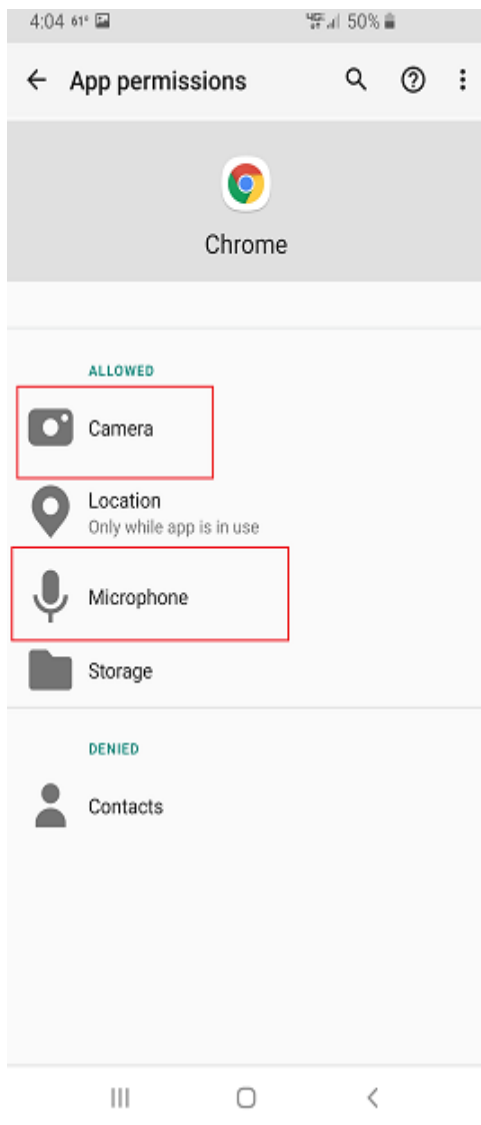 4:04 61° 50%
App permissions
Chrome
ALLOWED
Camera
Location
Only while app is in use
Microphone
Storage
DENIED
Contacts